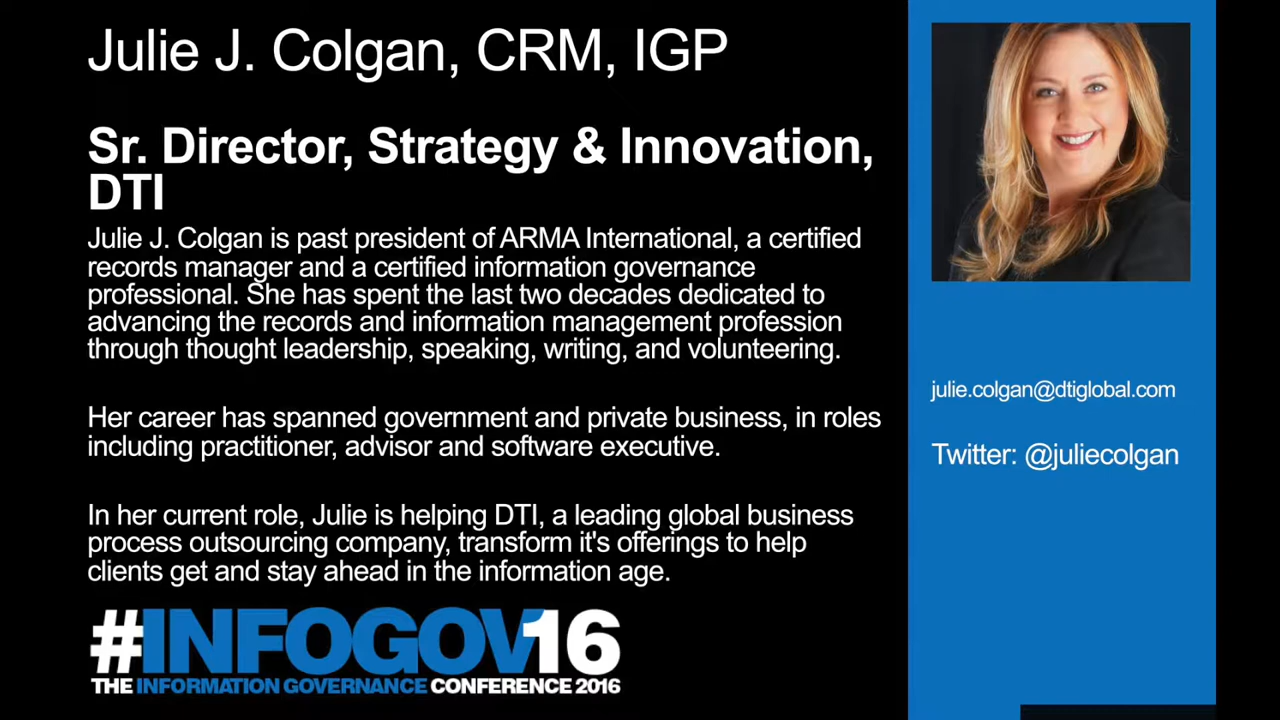 Julie J. Colgan, CRM, IGP
Sr. Director, Strategy & Innovation,
DTI
Julie J. Colgan is past president of ARMA International, a certified
records manager and a certified information governance
professional. She has spent the last two decades dedicated to
advancing the records and information management profession
through thought leadership, speaking, writing, and volunteering.
Her career has spanned government and private business, in roles
including practitioner, advisor and software executive.
In her current role, Julie is helping DTI, a leading global business
process outsourcing company, transform it's offerings to help
clients get and stay ahead in the information age.
#INFOGOV16
THE INFORMATION GOVERNANCE CONFERENCE 2016
julie.colgan@dtiglobal.com
Twitter: @juliecolgan